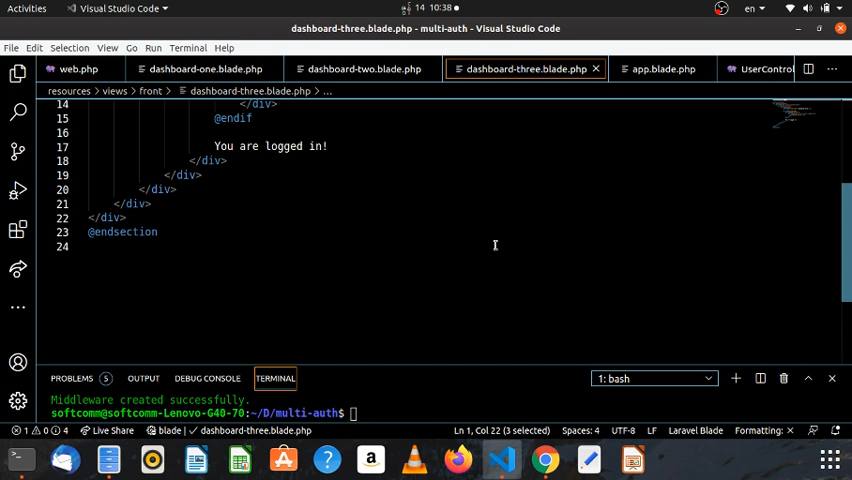 Activities Visual Studio Code 14 10:38 en
dashboard-three.blade.php - multi-auth - Visual Studio Code
File Edit Selection View Go Run Terminal Help
web.php dashboard-one.blade.php dashboard-two.blade.php dashboard-three.blade.php app.blade.php UserControl
resources > views > front > dashboard-three.blade.php > ...
14 </div>
15 @endif
16
17 You are logged in!
18 </div>
19 </div>
20 </div>
21 </div>
22 </div>
23 @endsection
24
PROBLEMS 5 OUTPUT DEBUG CONSOLE TERMINAL 1: bash
Middleware created successfully.
softcomm@softcomm-Lenovo-G40-70:~/D/multi-auth$
1 0 4 Live Share blade dashboard-three.blade.php Ln 1, Col 22 (3 selected) Spaces: 4 UTF-8 LF Laravel Blade Formatting: ×